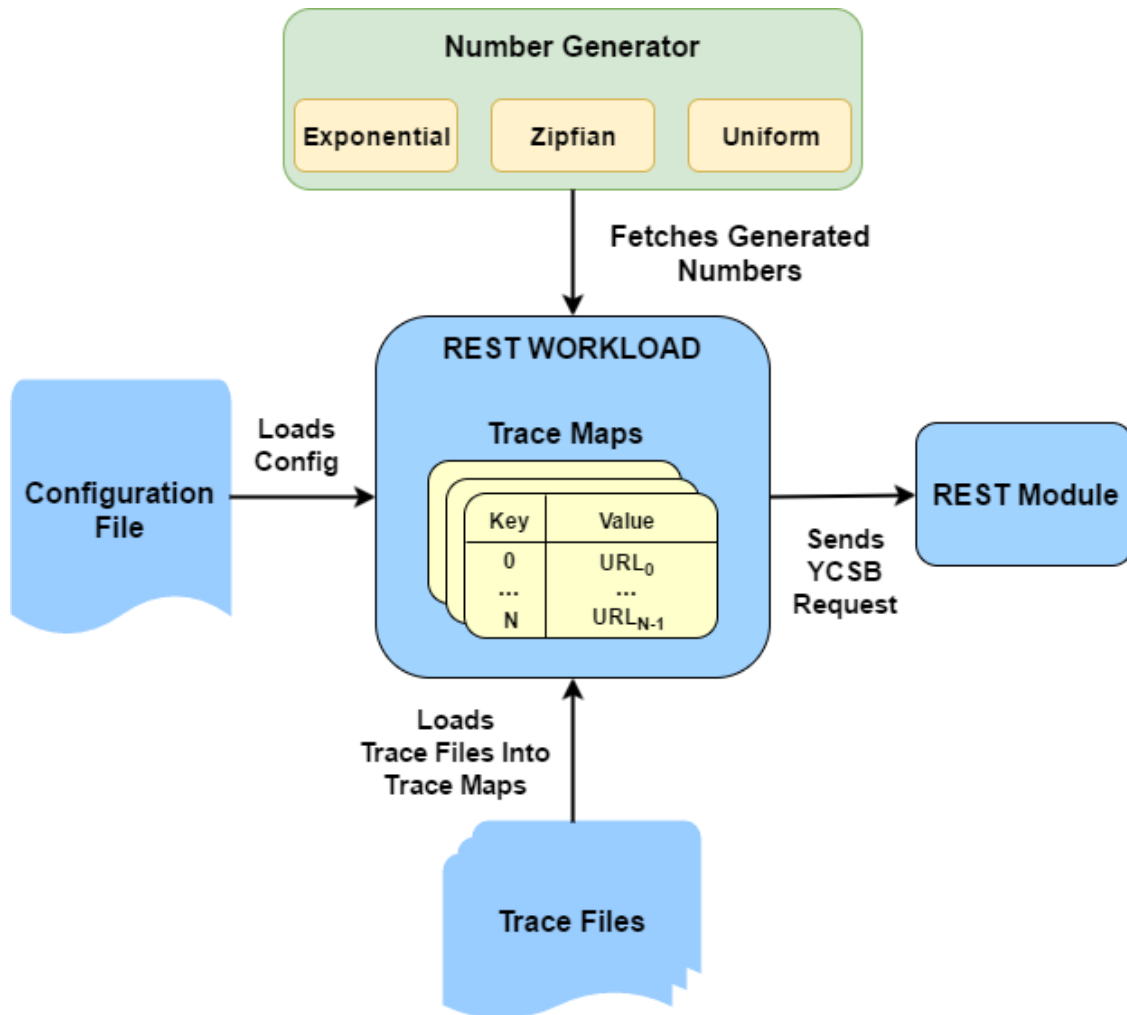 Number Generator
Exponential
Zipfian
Uniform
Fetches Generated
Numbers
REST WORKLOAD
Loads
Config
Configuration
File
Trace Maps
Key Value
0 URL₀
... ...
N URL_N-1
REST Module
Sends
YCSB
Request
Loads
Trace Files Into
Trace Maps
Trace Files